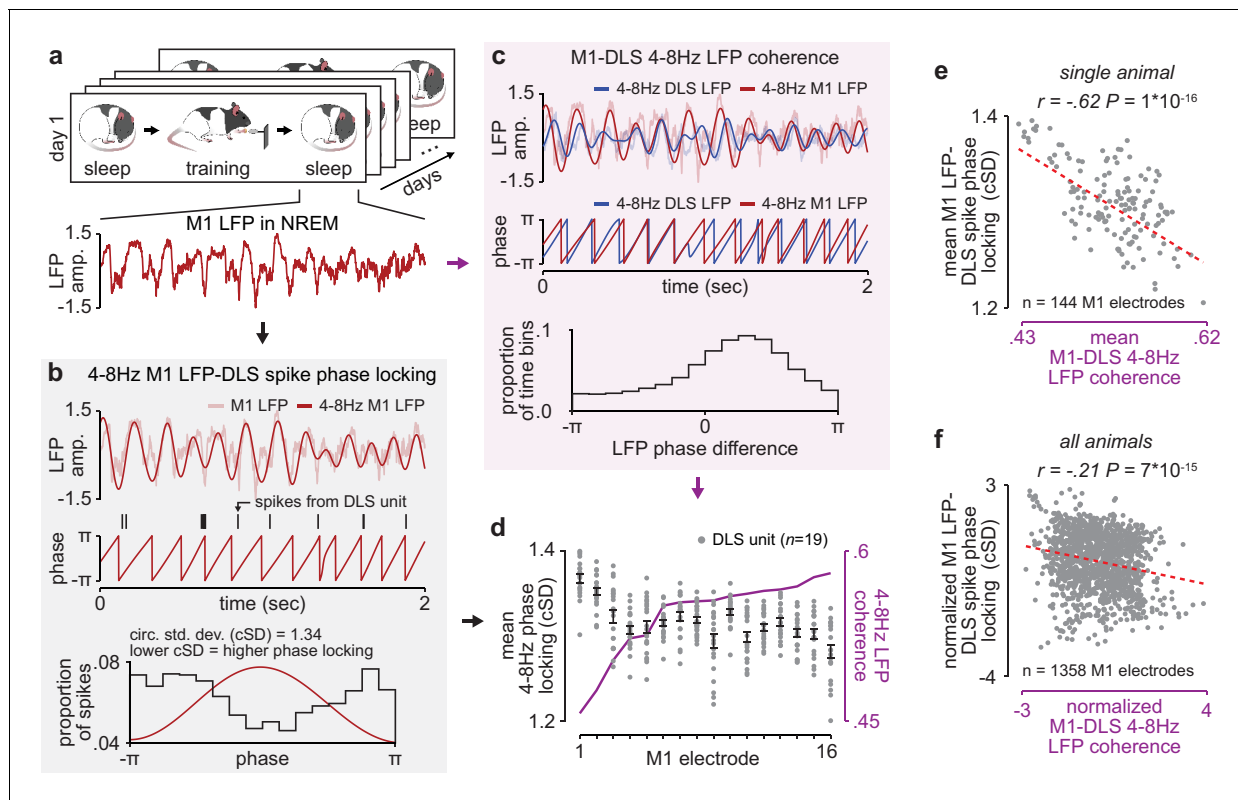 a
day 1
sleep
training
sleep
sleep
...
days
M1 LFP in NREM
1.5
LFP
amp.
-1.5
b
4-8Hz M1 LFP-DLS spike phase locking
M1 LFP
4-8Hz M1 LFP
1.5
LFP
amp.
-1.5
spikes from DLS unit
π
phase
-π
0
time (sec)
2
circ. std. dev. (cSD) = 1.34
lower cSD = higher phase locking
.08
proportion
of spikes
.04
-π
phase
π
c
M1-DLS 4-8Hz LFP coherence
4-8Hz DLS LFP
4-8Hz M1 LFP
1.5
LFP
amp.
-1.5
4-8Hz DLS LFP
4-8Hz M1 LFP
π
phase
-π
0
time (sec)
2
0.1
proportion
of time bins
.0
-π
0
π
LFP phase difference
d
DLS unit (n=19)
1.4
mean
4-8Hz phase
locking (cSD)
1.2
.6
4-8Hz LFP
coherence
.45
1
M1 electrode
16
e
single animal
r = -.62 P = 1*10-16
1.4
mean M1 LFP-
DLS spike phase
locking (cSD)
1.2
n = 144 M1 electrodes
.43
mean
.62
M1-DLS 4-8Hz
LFP coherence
f
all animals
r = -.21 P = 7*10-15
3
normalized M1 LFP-
DLS spike phase
locking (cSD)
-4
n = 1358 M1 electrodes
-3
normalized
4
M1-DLS 4-8Hz
LFP coherence